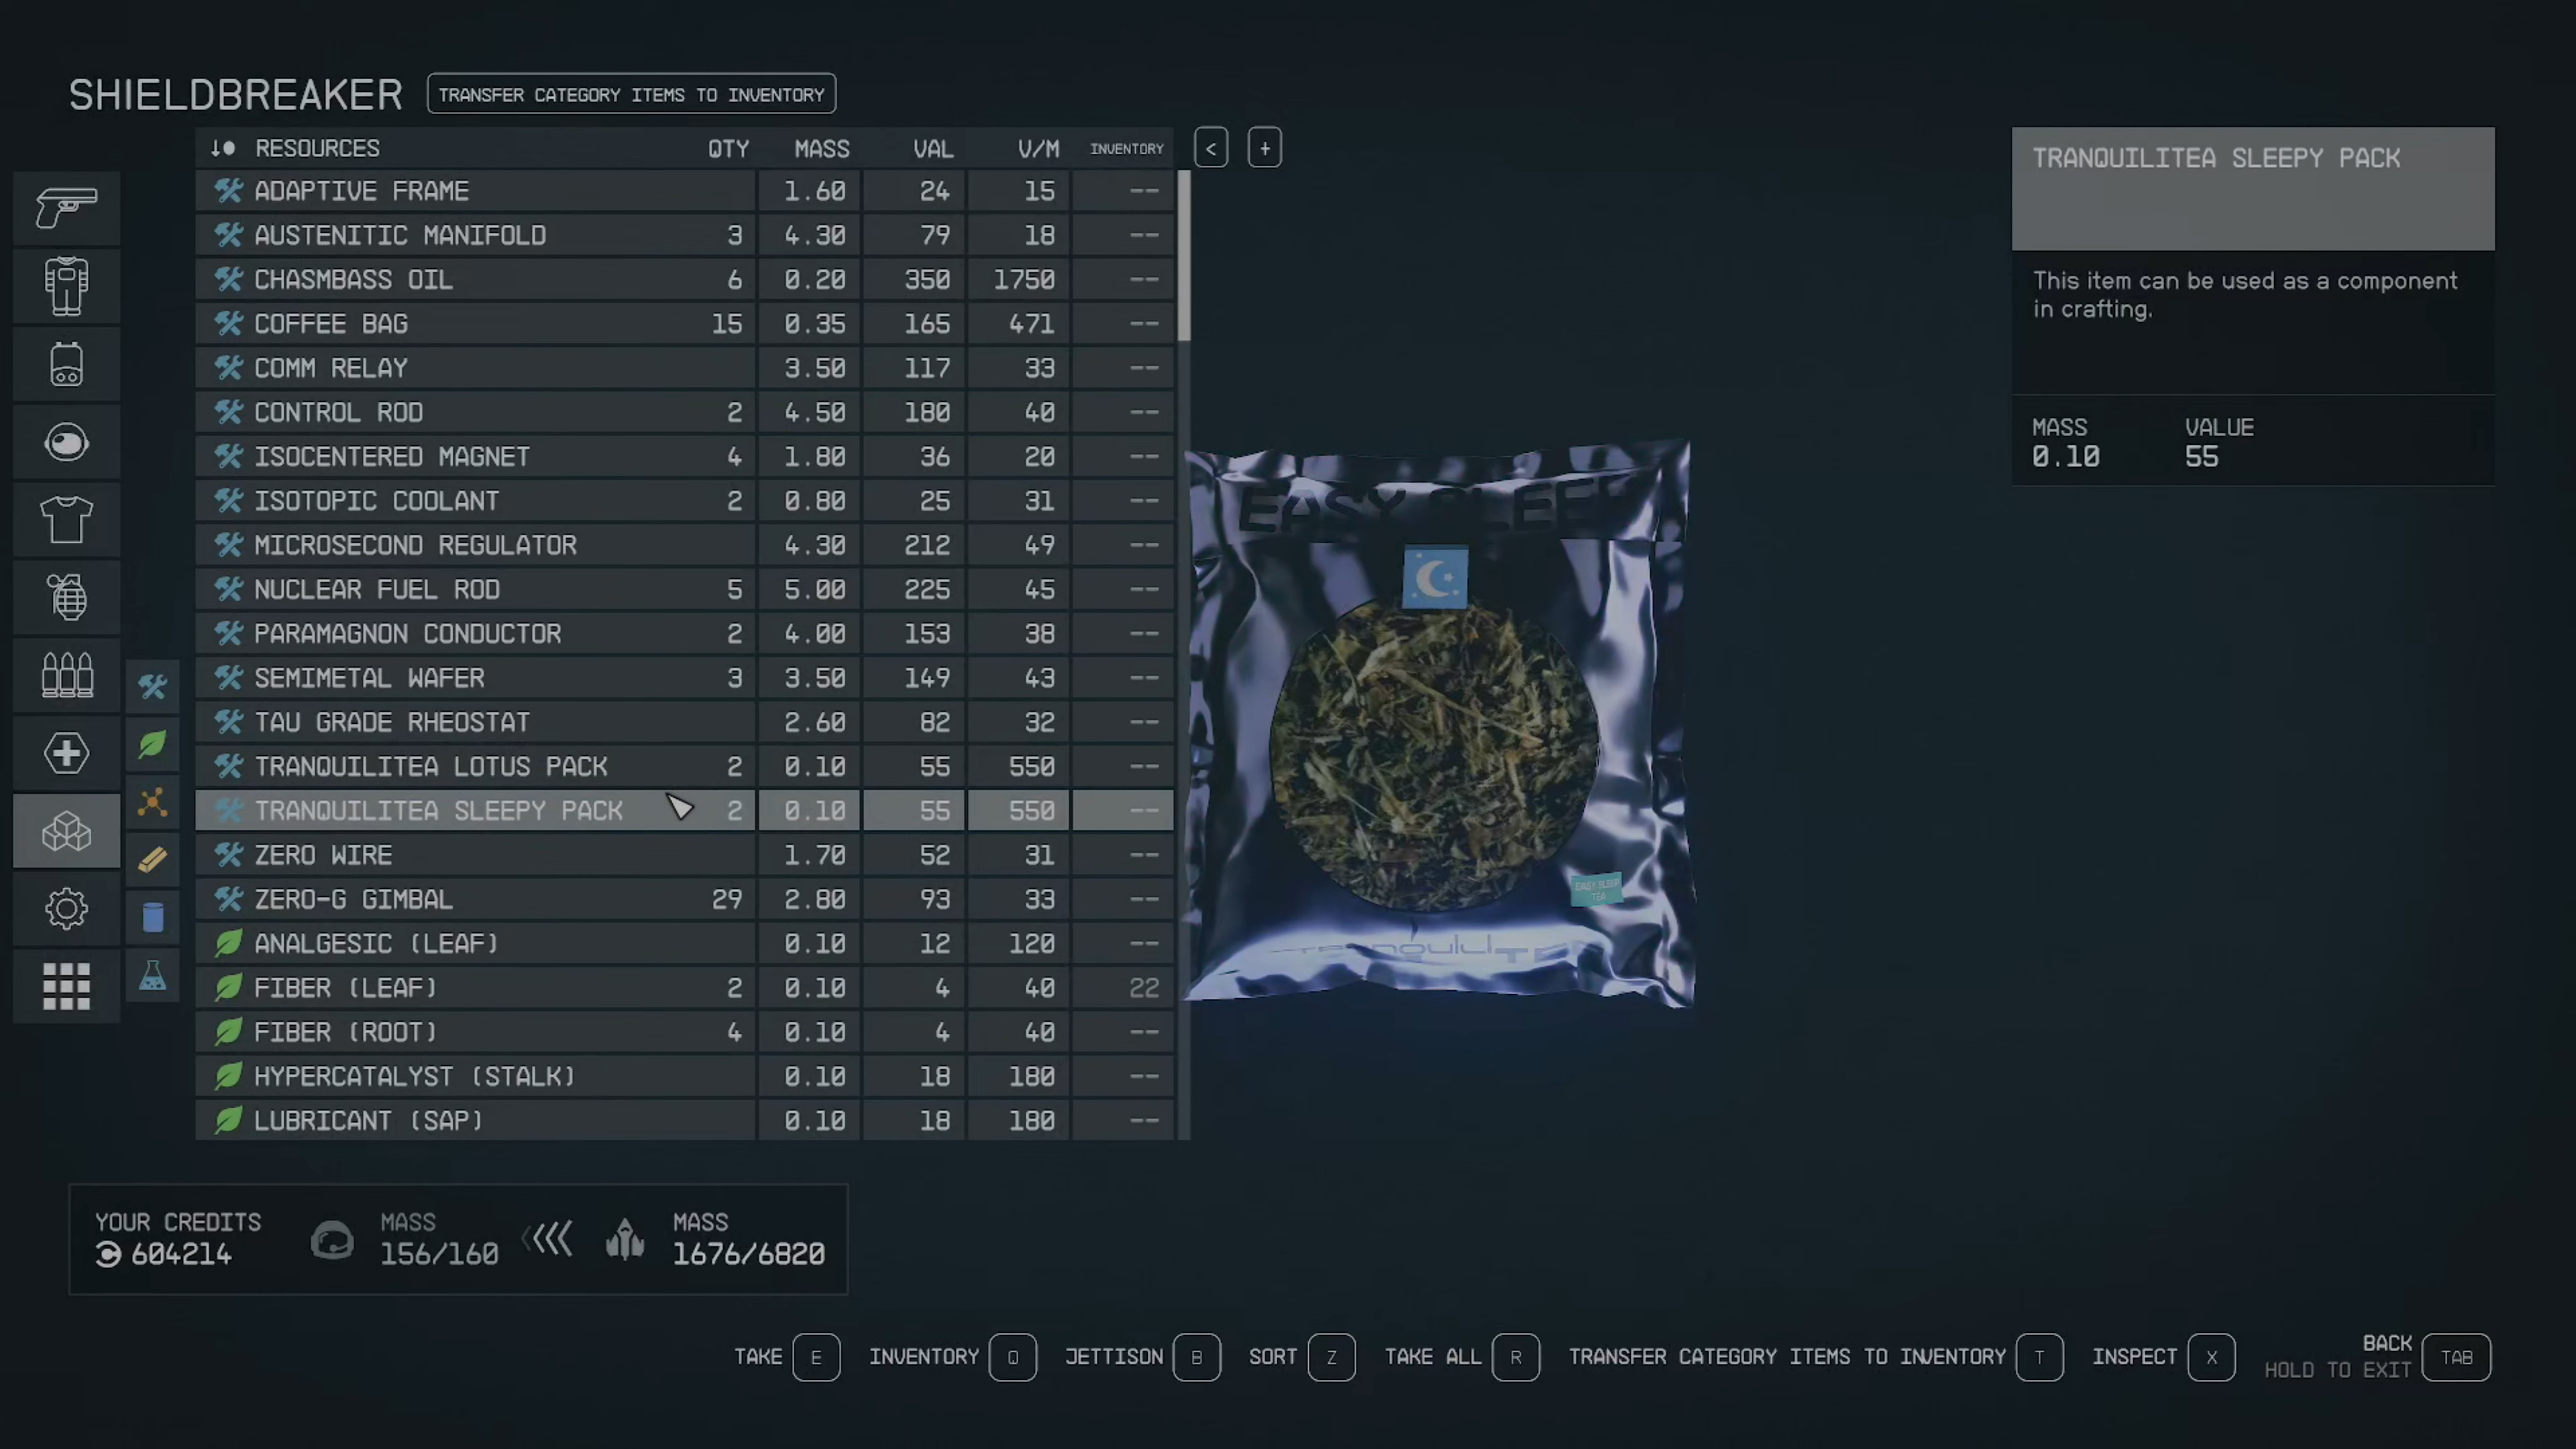 SHIELDBREAKER TRANSFER CATEGORY ITEMS TO INVENTORY
RESOURCES QTY MASS VAL V/M INVENTORY < +
ADAPTIVE FRAME 1.60 24 15 --
AUSTENITIC MANIFOLD 3 4.30 79 18 --
CHASMBASS OIL 6 0.20 350 1750 --
COFFEE BAG 15 0.35 165 471 --
COMM RELAY 3.50 117 33 --
CONTROL ROD 2 4.50 180 40 --
ISOCENTERED MAGNET 4 1.80 36 20 --
ISOTOPIC COOLANT 2 0.80 25 31 --
MICROSECOND REGULATOR 4.30 212 49 --
NUCLEAR FUEL ROD 5 5.00 225 45 --
PARAMAGNON CONDUCTOR 2 4.00 153 38 --
SEMIMETAL WAFER 3 3.50 149 43 --
TAU GRADE RHEOSTAT 2.60 82 32 --
TRANQUILITEA LOTUS PACK 2 0.10 55 550 --
TRANQUILITEA SLEEPY PACK 2 0.10 55 550 --
ZERO WIRE 1.70 52 31 --
ZERO-G GIMBAL 29 2.80 93 33 --
ANALGESIC (LEAF) 0.10 12 120 --
FIBER (LEAF) 2 0.10 4 40 22
FIBER (ROOT) 4 0.10 4 40 --
HYPERCATALYST (STALK) 0.10 18 180 --
LUBRICANT (SAP) 0.10 18 180 --
EASY SLEEP
EASY SLEEP
TEA
TranquiliTEA
TRANQUILITEA SLEEPY PACK
This item can be used as a component
in crafting.
MASS VALUE
0.10 55
YOUR CREDITS MASS MASS
604214 156/160 1676/6820
TAKE E INVENTORY Q JETTISON B SORT Z TAKE ALL R TRANSFER CATEGORY ITEMS TO INVENTORY T INSPECT X BACK TAB
HOLD TO EXIT